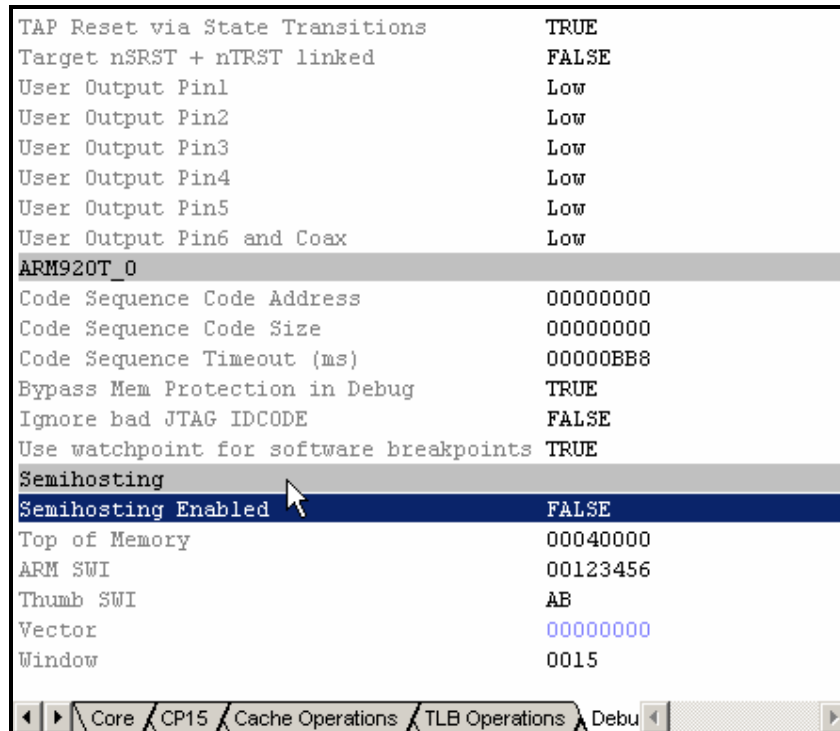 TAP Reset via State Transitions TRUE
Target nSRST + nTRST linked FALSE
User Output Pin1 Low
User Output Pin2 Low
User Output Pin3 Low
User Output Pin4 Low
User Output Pin5 Low
User Output Pin6 and Coax Low
ARM920T_0
Code Sequence Code Address 00000000
Code Sequence Code Size 00000000
Code Sequence Timeout (ms) 00000BB8
Bypass Mem Protection in Debug TRUE
Ignore bad JTAG IDCODE FALSE
Use watchpoint for software breakpoints TRUE
Semihosting
Semihosting Enabled FALSE
Top of Memory 00040000
ARM SWI 00123456
Thumb SWI AB
Vector 00000000
Window 0015
Core CP15 Cache Operations TLB Operations Debu